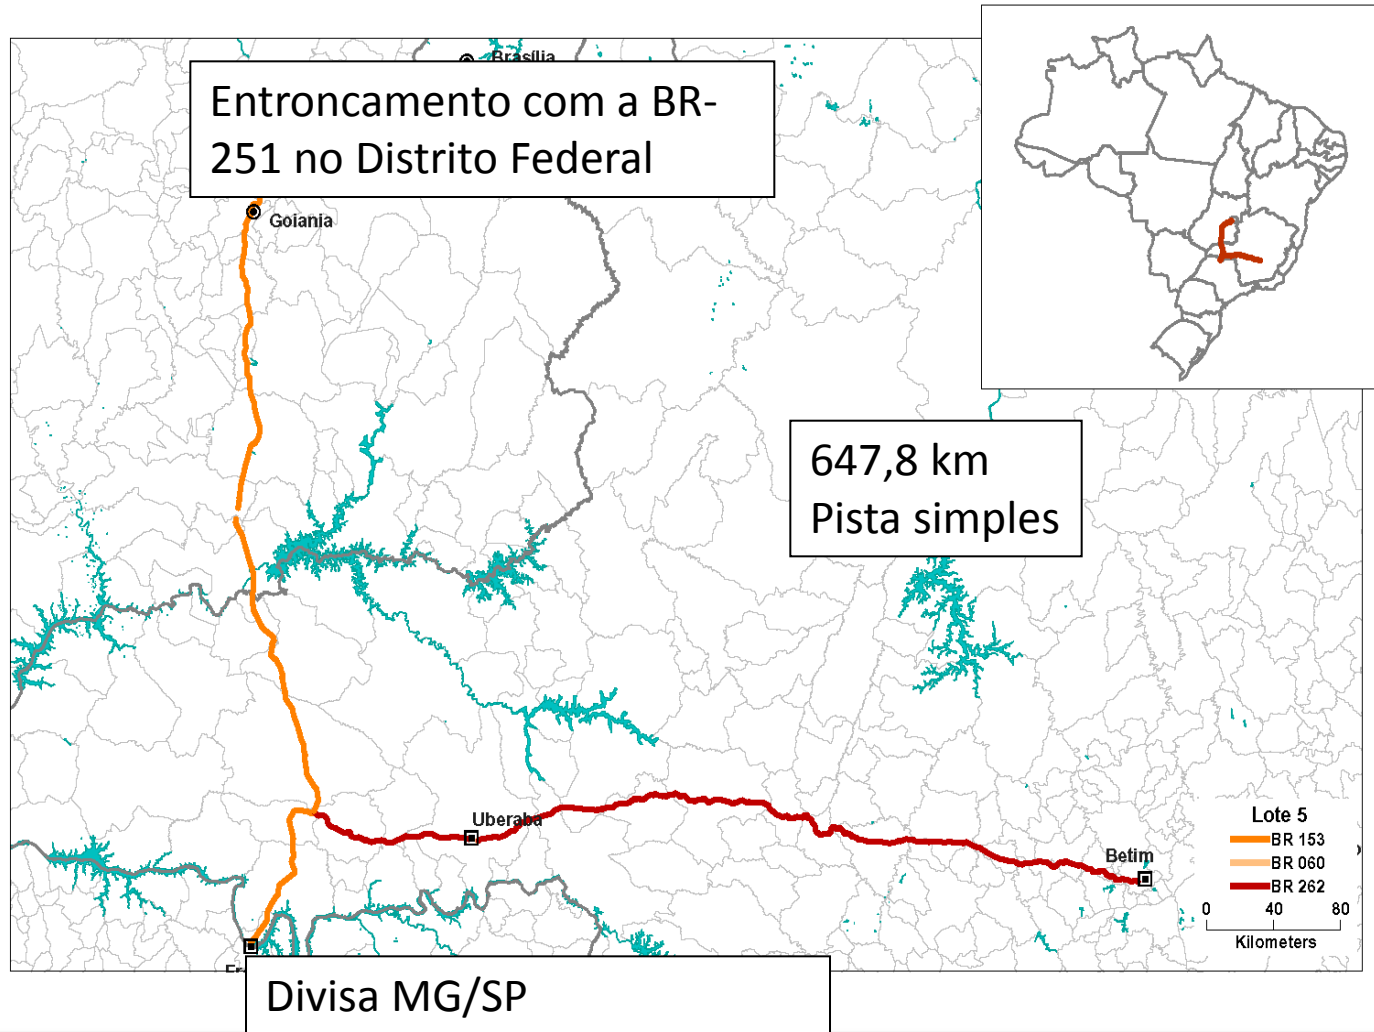 Brasília
Entroncamento com a BR-
251 no Distrito Federal
Goiania
647,8 km
Pista simples
Uberaba
Betim
Lote 5
BR 153
BR 060
BR 262
0 40 80
Kilometers
Divisa MG/SP